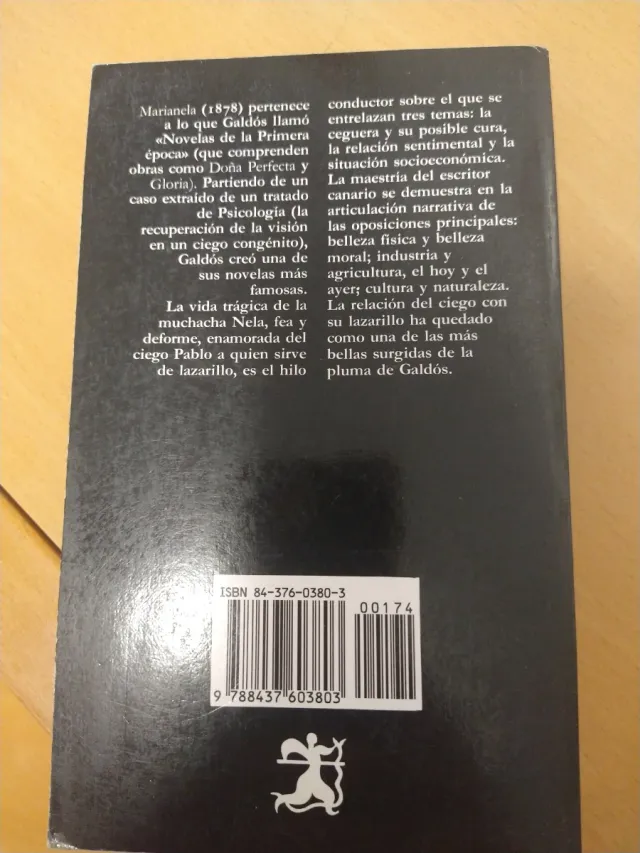 Marianela (1878) pertenece
a lo que Galdós llamó
«Novelas de la Primera
época» (que comprenden
obras como Doña Perfecta y
Gloria). Partiendo de un
caso extraído de un tratado
de Psicología (la
recuperación de la visión
en un ciego congénito),
Galdós creó una de
sus novelas más
famosas.
La vida trágica de la
muchacha Nela, fea y
deforme, enamorada del
ciego Pablo a quien sirve
de lazarillo, es el hilo
conductor sobre el que se
entrelazan tres temas: la
ceguera y su posible cura,
la relación sentimental y la
situación socioeconómica.
La maestría del escritor
canario se demuestra en la
articulación narrativa de
las oposiciones principales:
belleza física y belleza
moral; industria y
agricultura, el hoy y el
ayer; cultura y naturaleza.
La relación del ciego con
su lazarillo ha quedado
como una de las más
bellas surgidas de la
pluma de Galdós.
ISBN 84-376-0380-3
00174
9 788437 603803